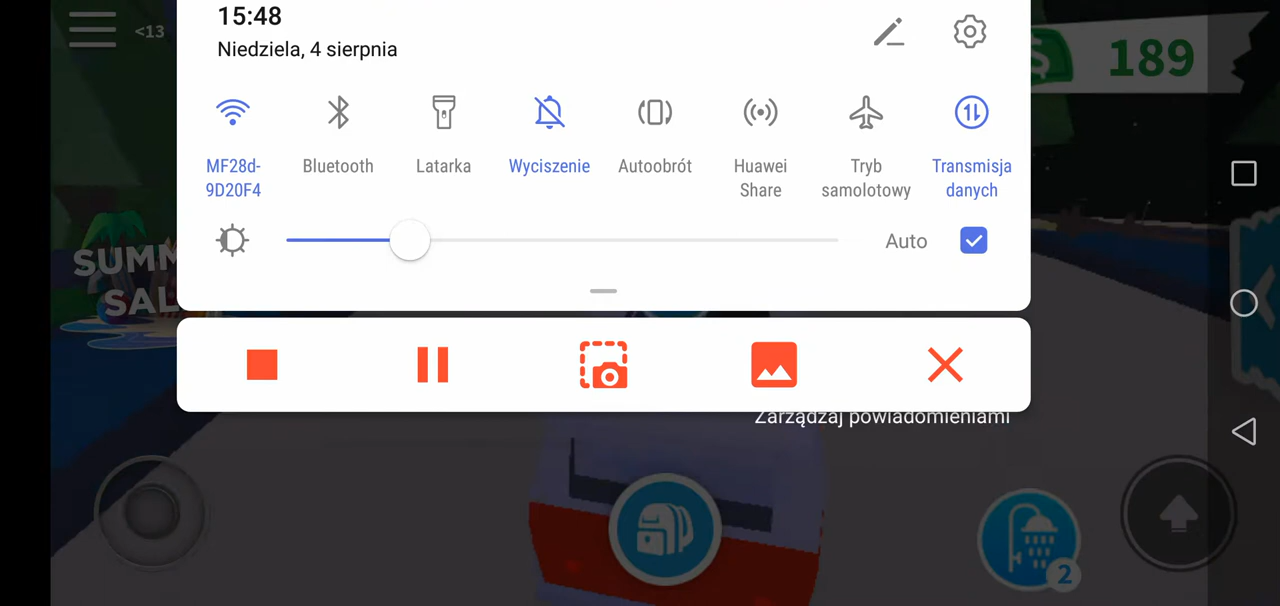 15:48
Niedziela, 4 sierpnia
<13
189
MF28d-
9D20F4
Bluetooth
Latarka
Wyciszenie
Autoobrót
Huawei
Share
Tryb
samolotowy
Transmisja
danych
Auto
SUMM
SAL
Zarządzaj powiadomieniami
2